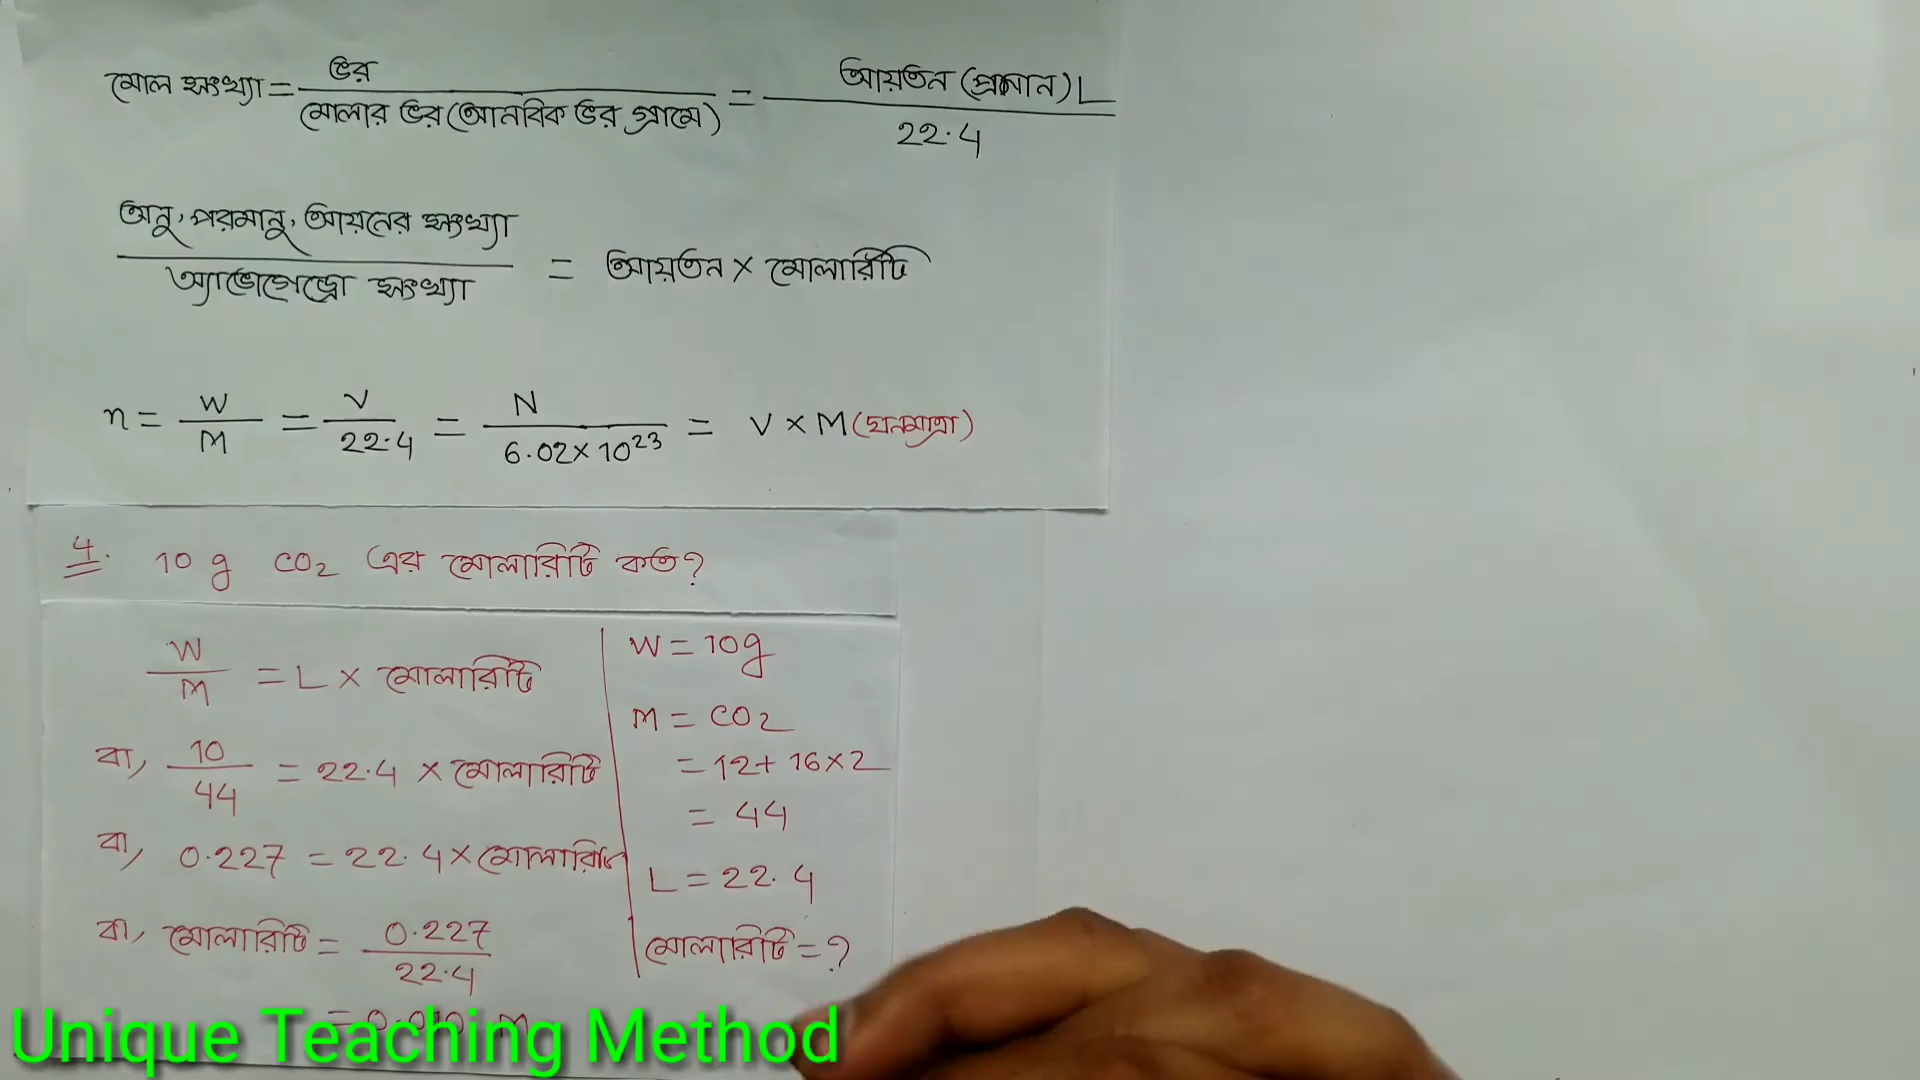 মোল সংখ্যা = ভর / মোলার ভর (আনবিক ভর গ্রামে) = আয়তন (প্রমান) L / 22.4
অনু, পরমানু, আয়নের সংখ্যা / অ্যাভোগেড্রো সংখ্যা = আয়তন × মোলারিটি
n = W / M = V / 22.4 = N / 6.02×10²³ = V × M (ঘনমাত্রা)
4. 10 g CO₂ এর মোলারিটি কত?
W / M = L × মোলারিটি
বা, 10 / 44 = 22.4 × মোলারিটি
বা, 0.227 = 22.4 × মোলারিটি
বা, মোলারিটি = 0.227 / 22.4
W = 10g
M = CO₂
= 12 + 16 × 2
= 44
L = 22.4
মোলারিটি = ?
Unique Teaching Method